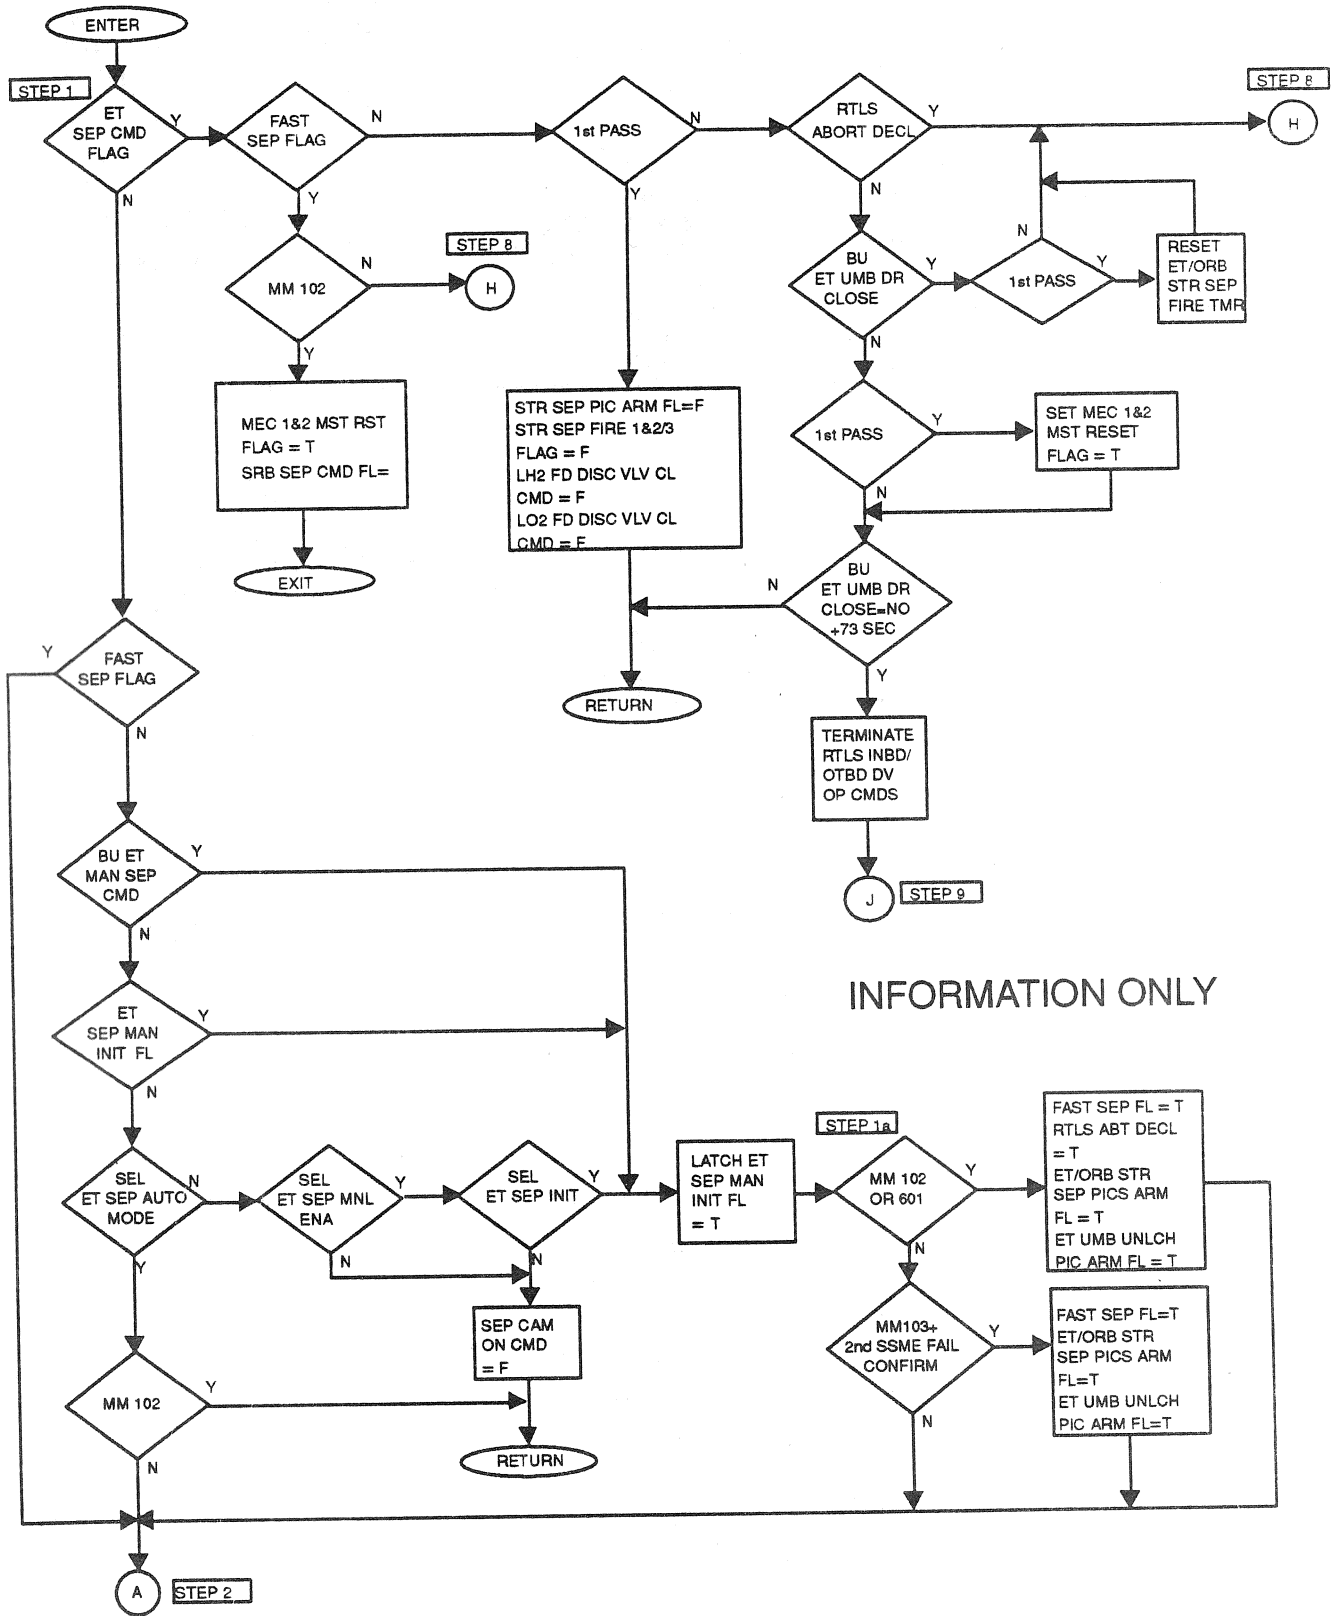 ENTER
STEP 1
ET
SEP CMD
FLAG
Y
N
FAST
SEP FLAG
N
Y
1st PASS
N
Y
RTLS
ABORT DECL
Y
N
STEP 8
H
MM 102
N
Y
STEP 8
H
BU
ET UMB DR
CLOSE
Y
N
1st PASS
N
Y
RESET
ET/ORB
STR SEP
FIRE TMR
MEC 1&2 MST RST
FLAG = T
SRB SEP CMD FL=
EXIT
STR SEP PIC ARM FL=F
STR SEP FIRE 1&2/3
FLAG = F
LH2 FD DISC VLV CL
CMD = F
LO2 FD DISC VLV CL
CMD = F
1st PASS
Y
N
SET MEC 1&2
MST RESET
FLAG = T
BU
ET UMB DR
CLOSE=NO
+73 SEC
N
Y
RETURN
TERMINATE
RTLS INBD/
OTBD DV
OP CMDS
J
STEP 9
FAST
SEP FLAG
Y
N
BU ET
MAN SEP
CMD
Y
N
ET
SEP MAN
INIT FL
Y
N
INFORMATION ONLY
SEL
ET SEP AUTO
MODE
N
Y
SEL
ET SEP MNL
ENA
Y
N
SEL
ET SEP INIT
Y
N
LATCH ET
SEP MAN
INIT FL
= T
STEP 1a
MM 102
OR 601
Y
N
FAST SEP FL = T
RTLS ABT DECL
= T
ET/ORB STR
SEP PICS ARM
FL = T
ET UMB UNLCH
PIC ARM FL = T
SEP CAM
ON CMD
= F
MM103+
2nd SSME FAIL
CONFIRM
Y
N
FAST SEP FL=T
ET/ORB STR
SEP PICS ARM
FL=T
ET UMB UNLCH
PIC ARM FL=T
MM 102
Y
N
RETURN
A
STEP 2